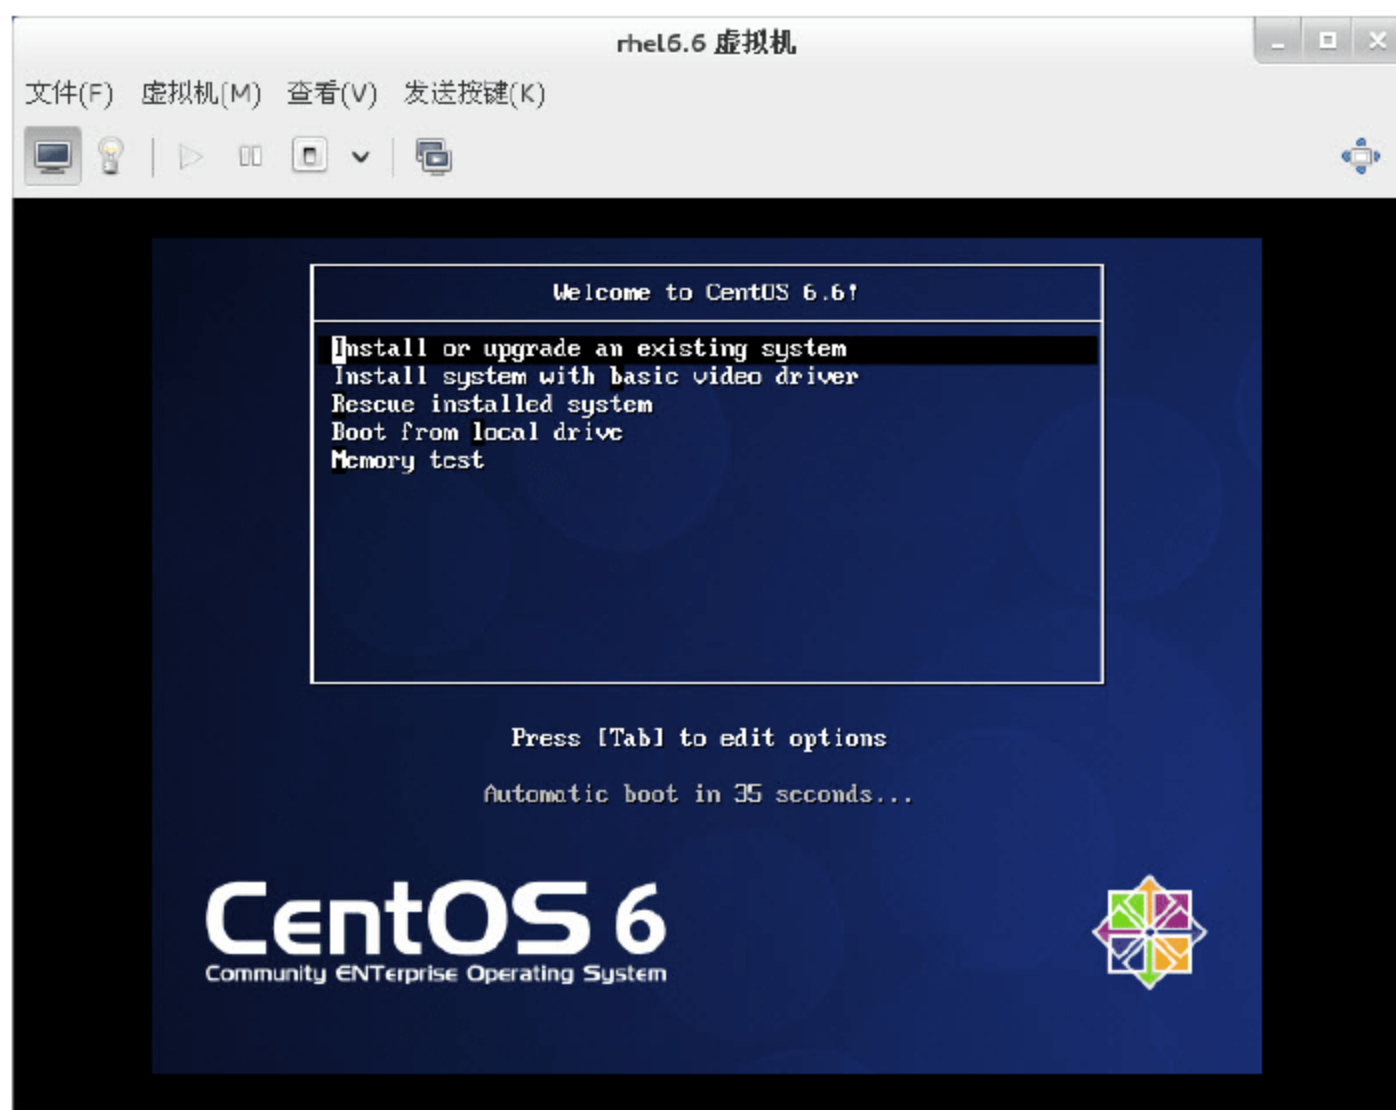 rhel6.6 虚拟机
文件(F) 虚拟机(M) 查看(V) 发送按键(K)
Welcome to CentOS 6.6!
Install or upgrade an existing system
Install system with basic video driver
Rescue installed system
Boot from local drive
Memory test
Press [Tab] to edit options
Automatic boot in 35 seconds...
CentOS 6
Community ENTerprise Operating System